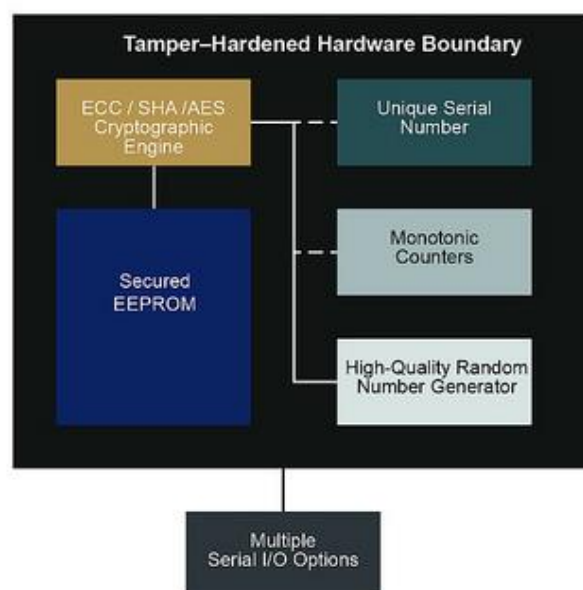 Tamper–Hardened Hardware Boundary
ECC / SHA /AES
Cryptographic
Engine
Unique Serial
Number
Secured
EEPROM
Monotonic
Counters
High-Quality Random
Number Generator
Multiple
Serial I/O Options